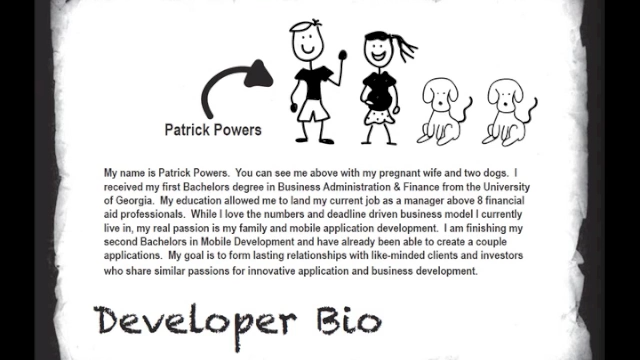 Patrick Powers
My name is Patrick Powers.  You can see me above with my pregnant wife and two dogs.  I
received my first Bachelors degree in Business Administration & Finance from the University
of Georgia.  My education allowed me to land my current job as a manager above 8 financial
aid professionals.  While I love the numbers and deadline driven business model I currently
live in, my real passion is my family and mobile application development.  I am finishing my
second Bachelors in Mobile Development and have already been able to create a couple
applications.  My goal is to form lasting relationships with like-minded clients and investors
who share similar passions for innovative application and business development.
Developer Bio